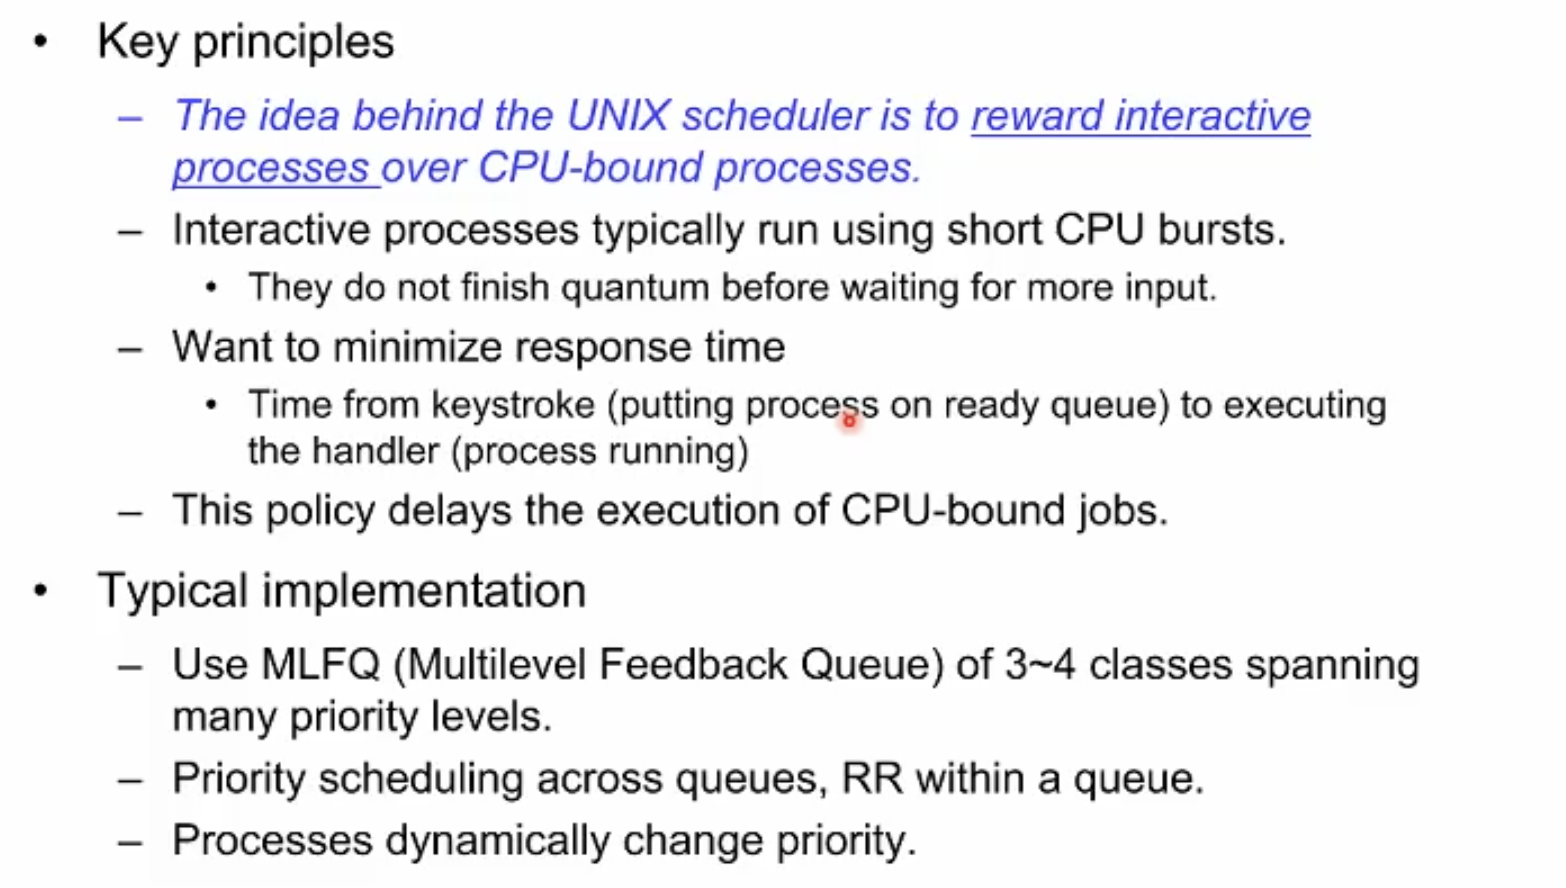 • Key principles
– The idea behind the UNIX scheduler is to reward interactive
processes over CPU-bound processes.
– Interactive processes typically run using short CPU bursts.
• They do not finish quantum before waiting for more input.
– Want to minimize response time
• Time from keystroke (putting process on ready queue) to executing
the handler (process running)
– This policy delays the execution of CPU-bound jobs.
• Typical implementation
– Use MLFQ (Multilevel Feedback Queue) of 3~4 classes spanning
many priority levels.
– Priority scheduling across queues, RR within a queue.
– Processes dynamically change priority.